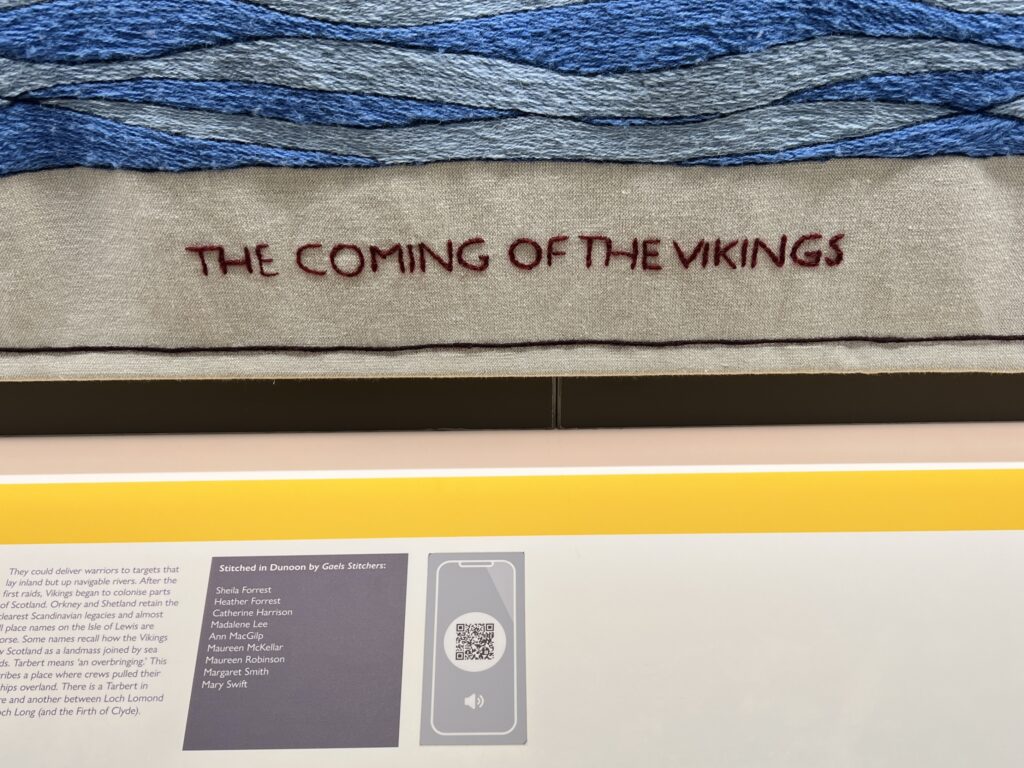 THE COMING OF THE VIKINGS
They could deliver warriors to targets that
lay inland but up navigable rivers. After the
first raids, Vikings began to colonise parts
of Scotland. Orkney and Shetland retain the
Scandinavian legacies and almost
place names on the Isle of Lewis are
Some names recall how the Vikings
Scotland as a landmass joined by sea
Tarbert means 'an overbringing.' This
a place where crews pulled their
overland. There is a Tarbert in
and another between Loch Lomond
Long (and the Firth of Clyde).
Stitched in Dunoon by Gaels Stitchers:
Sheila Forrest
Heather Forrest
Catherine Harrison
Madalene Lee
Ann MacGilp
Maureen McKellar
Maureen Robinson
Margaret Smith
Mary Swift